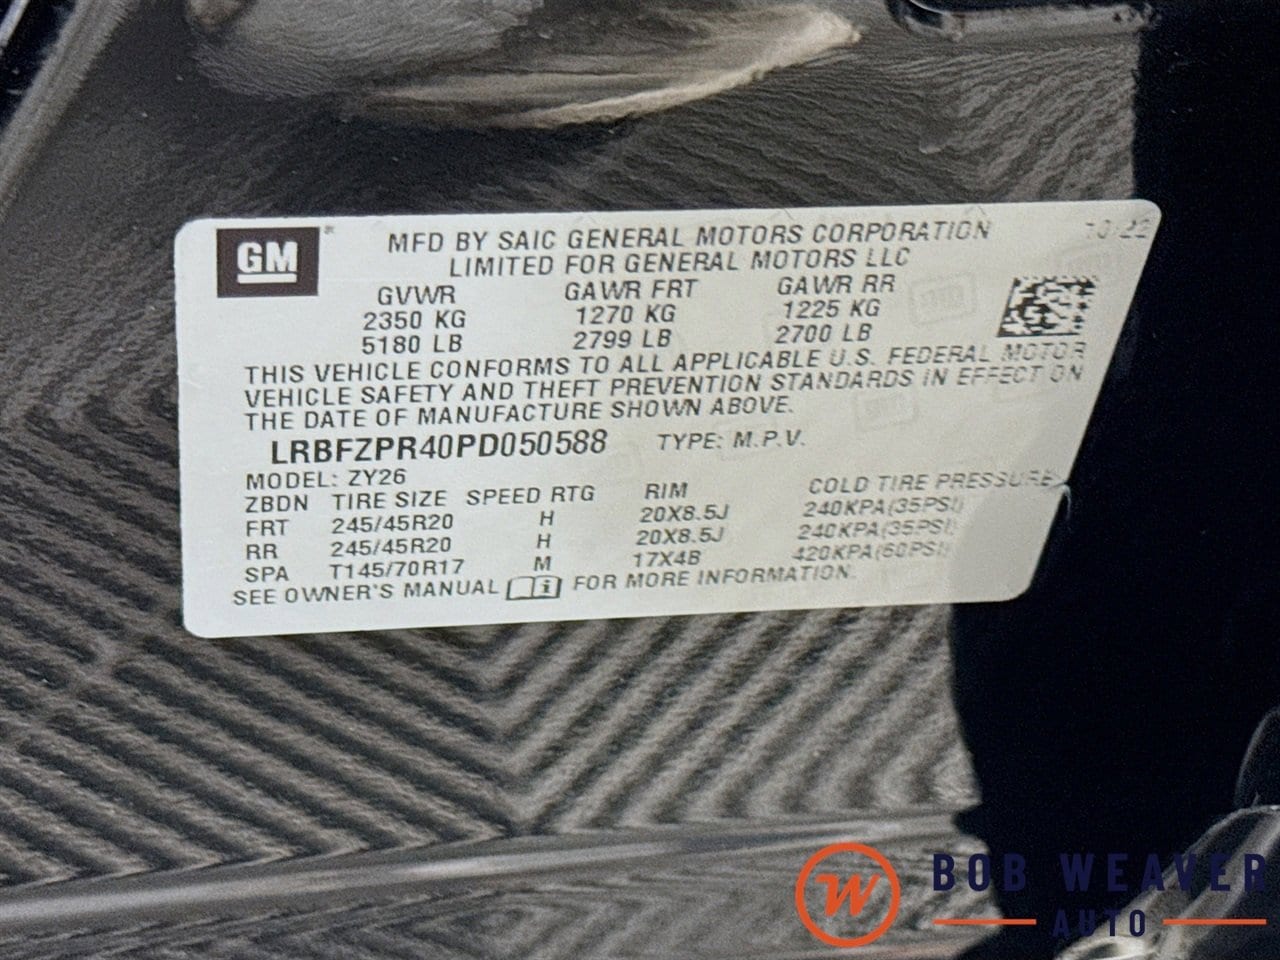 GM
MFD BY SAIC GENERAL MOTORS CORPORATION 10/22
LIMITED FOR GENERAL MOTORS LLC
GVWR GAWR FRT GAWR RR
2350 KG 1270 KG 1225 KG
5180 LB 2799 LB 2700 LB
THIS VEHICLE CONFORMS TO ALL APPLICABLE U.S. FEDERAL MOTOR
VEHICLE SAFETY AND THEFT PREVENTION STANDARDS IN EFFECT ON
THE DATE OF MANUFACTURE SHOWN ABOVE.
LRBFZPR40PD050588 TYPE: M.P.V.
MODEL: ZY26
ZBDN TIRE SIZE SPEED RTG RIM COLD TIRE PRESSURE
FRT 245/45R20 H 20X8.5J 240KPA(35PSI)
RR 245/45R20 H 20X8.5J 240KPA(35PSI)
SPA T145/70R17 M 17X4B 420KPA(60PSI)
SEE OWNER'S MANUAL FOR MORE INFORMATION.
W BOB WEAVER
AUTO